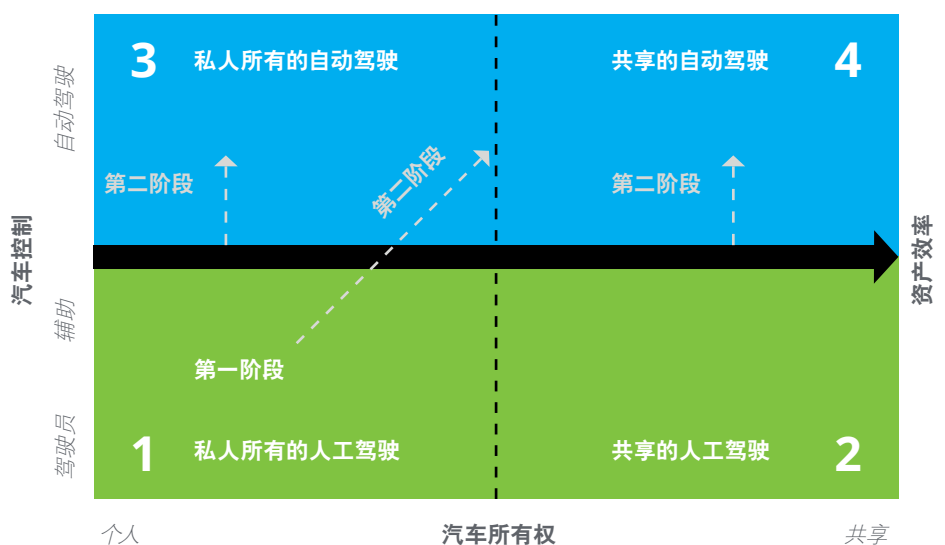 3
私人所有的自动驾驶
共享的自动驾驶
4
自动驾驶
第二阶段
第二阶段
第二阶段
汽车控制
资产效率
辅助
第一阶段
驾驶员
1
私人所有的人工驾驶
共享的人工驾驶
2
个人
汽车所有权
共享